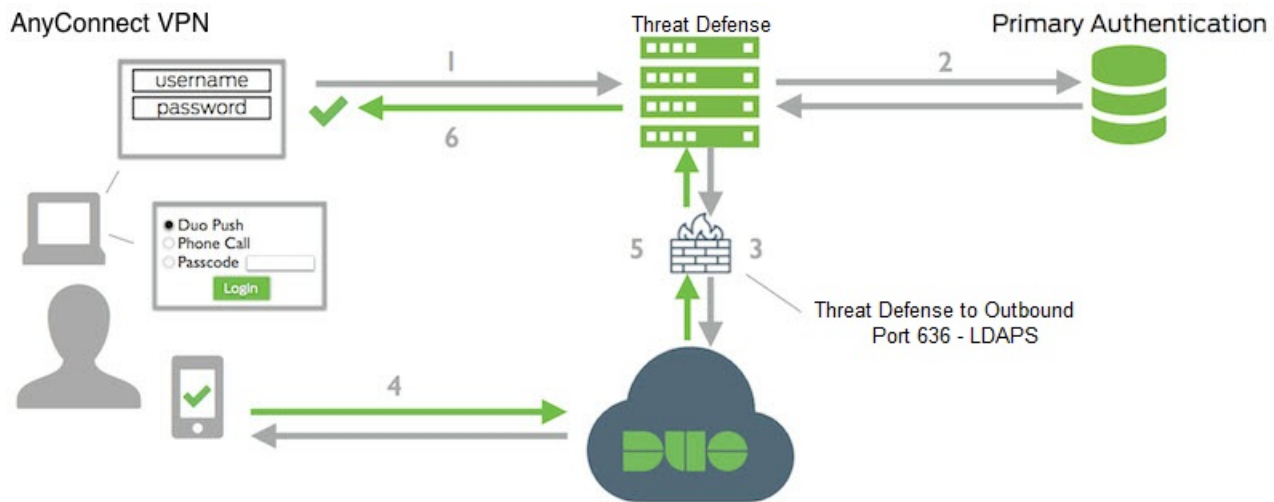 AnyConnect VPN
Threat Defense
Primary Authentication
username
password
1
2
6
Duo Push
Phone Call
Passcode
Login
5
3
Threat Defense to Outbound
Port 636 - LDAPS
4
DUO